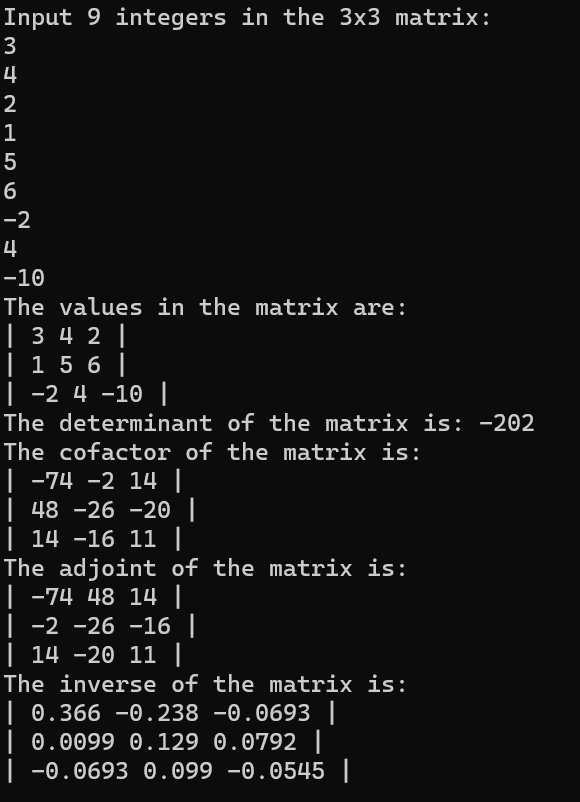 Input 9 integers in the 3x3 matrix:
3
4
2
1
5
6
-2
4
-10
The values in the matrix are:
| 3 4 2 |
| 1 5 6 |
| -2 4 -10 |
The determinant of the matrix is: -202
The cofactor of the matrix is:
| -74 -2 14 |
| 48 -26 -20 |
| 14 -16 11 |
The adjoint of the matrix is:
| -74 48 14 |
| -2 -26 -16 |
| 14 -20 11 |
The inverse of the matrix is:
| 0.366 -0.238 -0.0693 |
| 0.0099 0.129 0.0792 |
| -0.0693 0.099 -0.0545 |